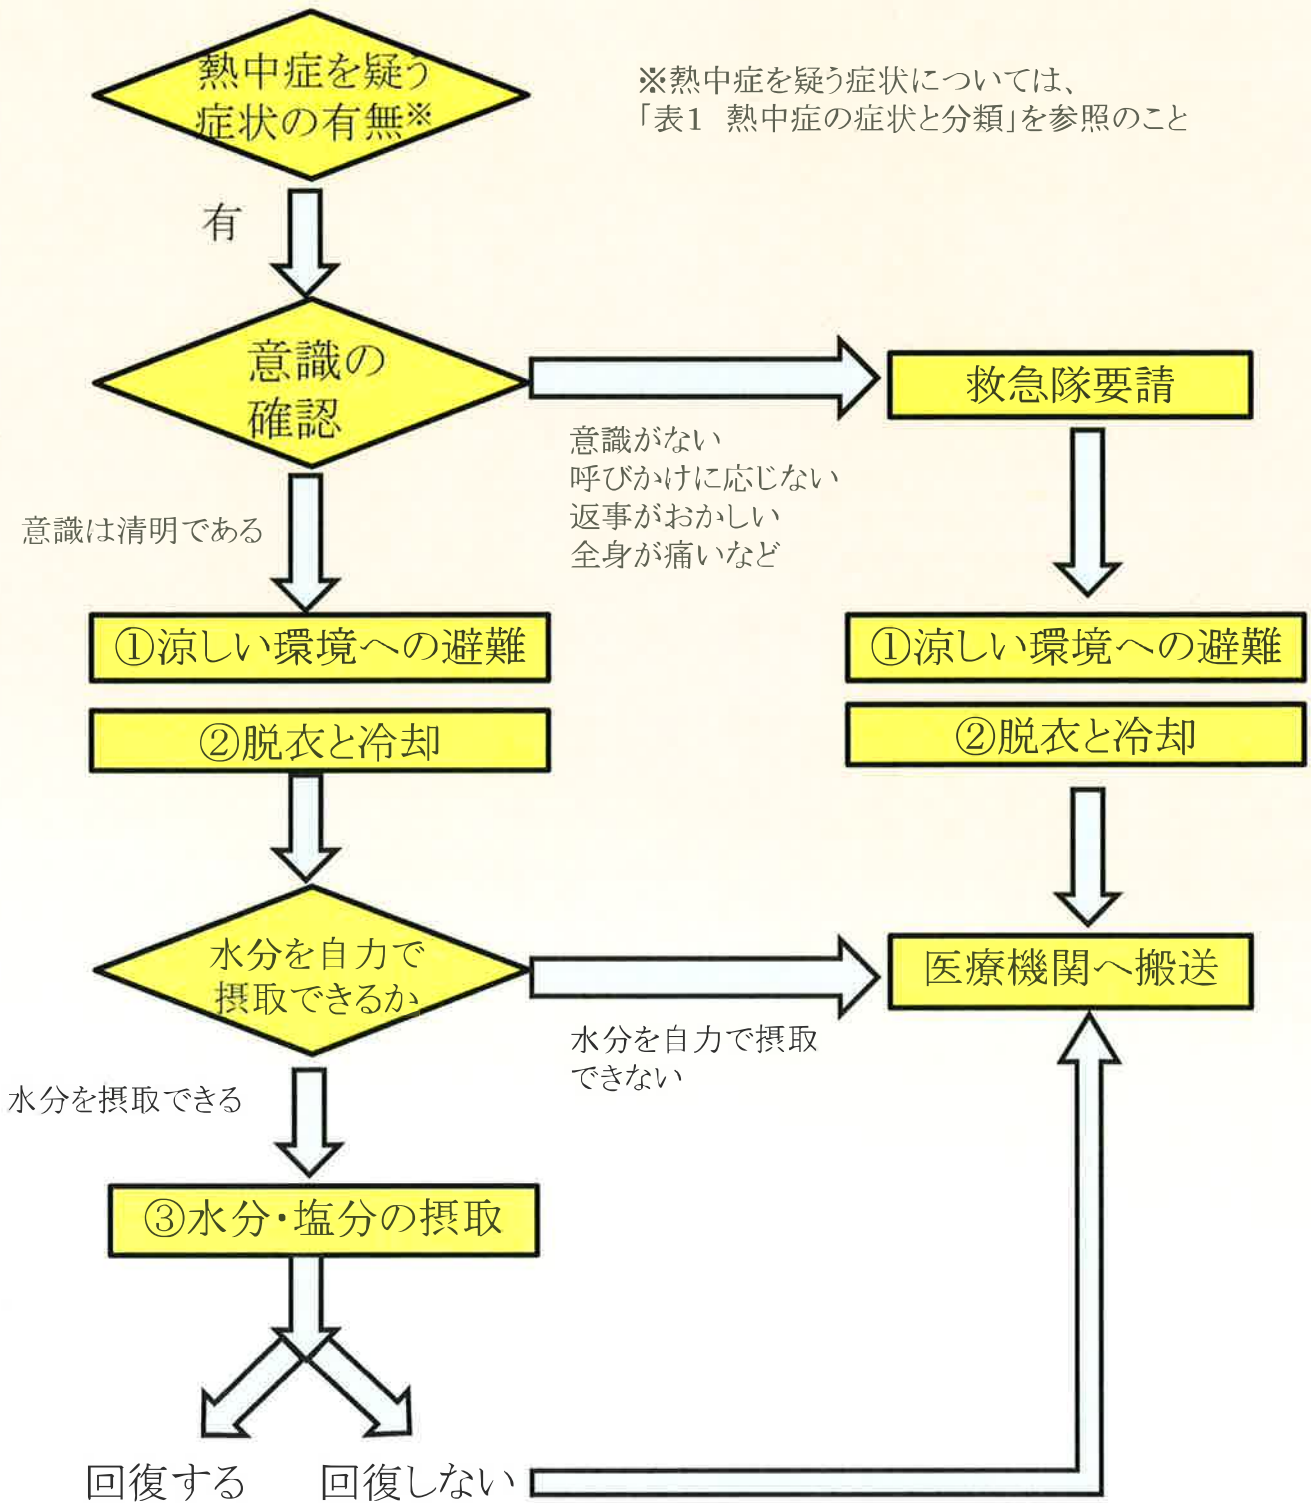 熱中症を疑う
症状の有無※
※熱中症を疑う症状については、
「表1 熱中症の症状と分類」を参照のこと
有
意識の
確認
救急隊要請
意識がない
呼びかけに応じない
返事がおかしい
全身が痛いなど
意識は清明である
①涼しい環境への避難
①涼しい環境への避難
②脱衣と冷却
②脱衣と冷却
水分を自力で
摂取できるか
医療機関へ搬送
水分を自力で摂取
できない
水分を摂取できる
③水分・塩分の摂取
回復する
回復しない